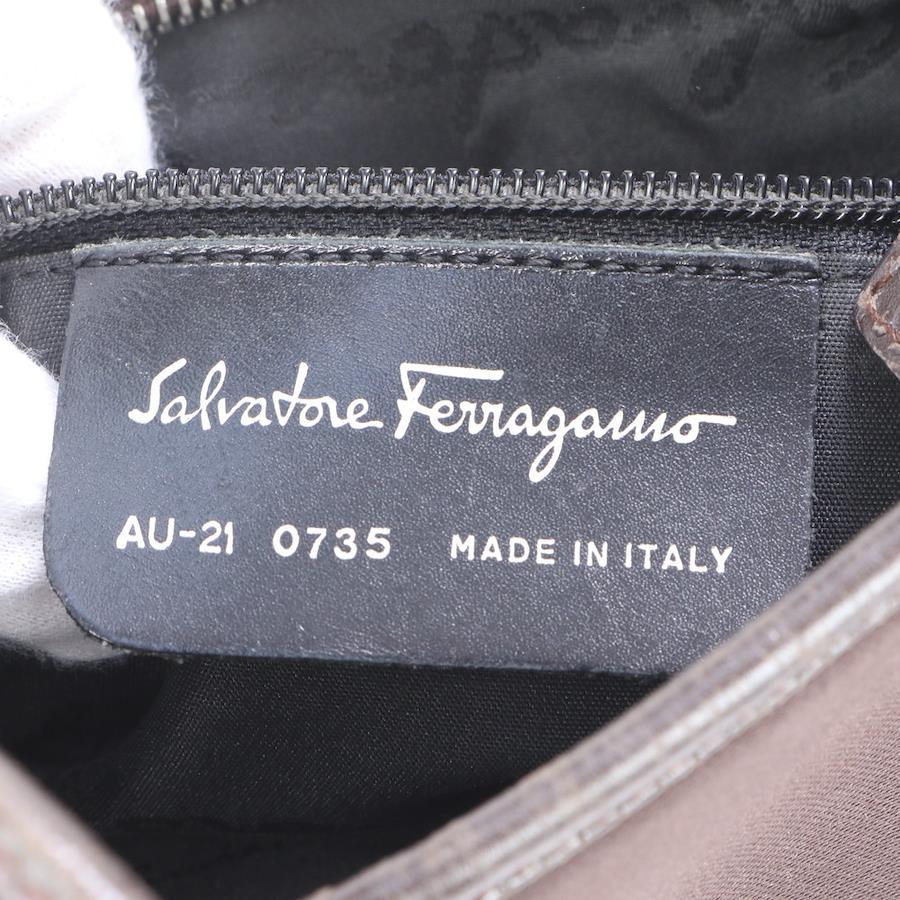 Salvatore Ferragamo
AU-21 0735 MADE IN ITALY